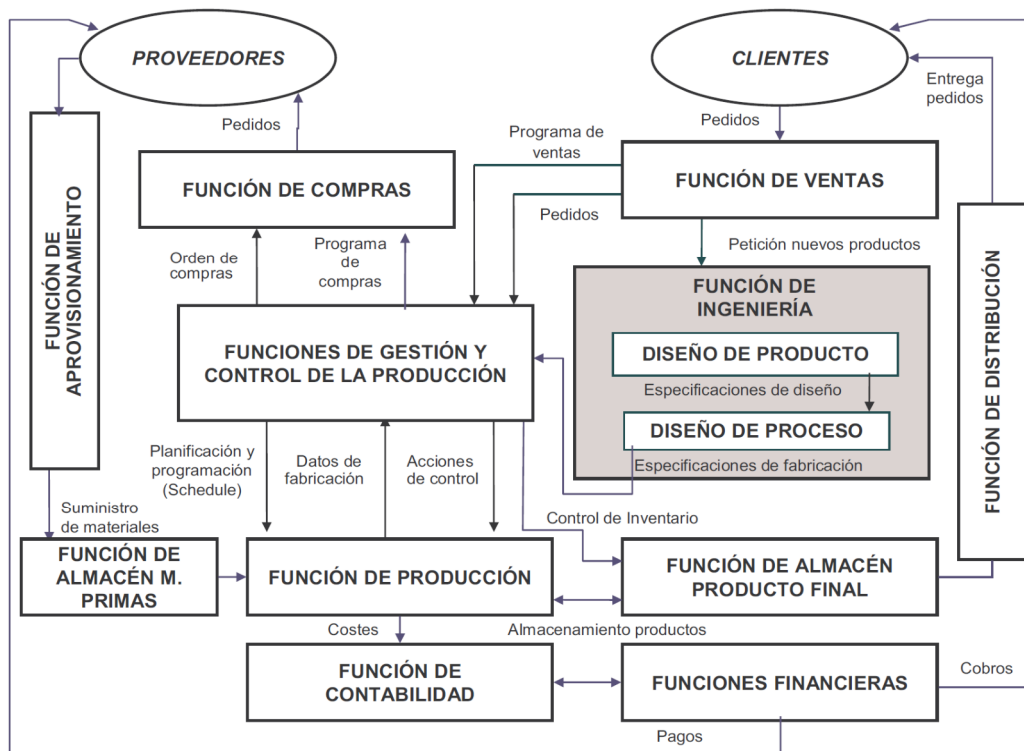 PROVEEDORES
CLIENTES
Entrega
pedidos
Pedidos
Pedidos
Programa de
ventas
FUNCIÓN DE COMPRAS
FUNCIÓN DE VENTAS
Pedidos
FUNCIÓN DE
APROVISIONAMIENTO
Orden de
compras
Programa
de
compras
Petición nuevos productos
FUNCIÓN DE
INGENIERÍA
FUNCIÓN DE DISTRIBUCIÓN
FUNCIONES DE GESTIÓN Y
CONTROL DE LA PRODUCCIÓN
DISEÑO DE PRODUCTO
Especificaciones de diseño
DISEÑO DE PROCESO
Especificaciones de fabricación
Planificación y
programación
(Schedule)
Datos de
fabricación
Acciones
de control
Suministro
de materiales
Control de Inventario
FUNCIÓN DE
ALMACÉN M.
PRIMAS
FUNCIÓN DE PRODUCCIÓN
FUNCIÓN DE ALMACÉN
PRODUCTO FINAL
Costes
Almacenamiento productos
FUNCIÓN DE
CONTABILIDAD
FUNCIONES FINANCIERAS
Cobros
Pagos